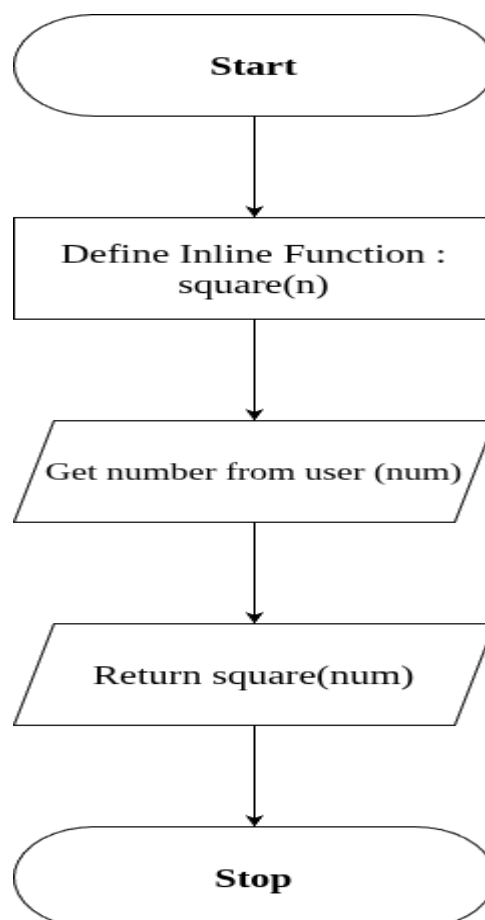 Start
Define Inline Function :
square(n)
Get number from user (num)
Return square(num)
Stop